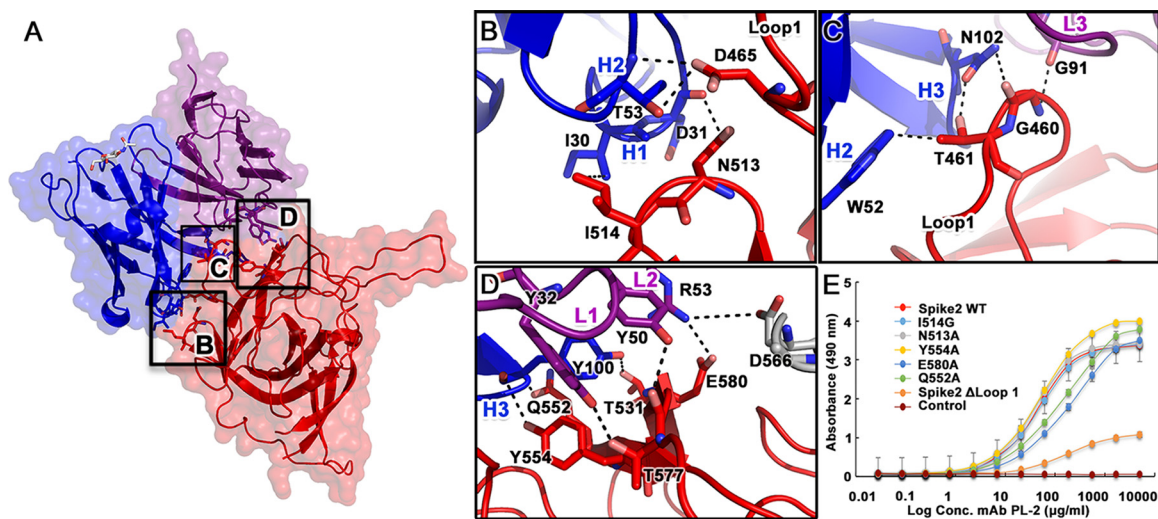 A
D
C
B
B
Loop1
D465
H2
T53
I30
D31
H1
N513
I514
C
N102
L3
G91
H3
G460
H2
T461
W52
Loop1
D
Y32
L2
R53
L1
Y50
D566
Y100
E580
H3
Q552
T531
Y554
T577
E
Absorbance (490 nm)
5
4
3
2
1
0
Spike2 WT
I514G
N513A
Y554A
E580A
Q552A
Spike2 ΔLoop 1
Control
0.01 0.1 1 10 100 1000 10000
Log Conc. mAb PL-2 (µg/ml)